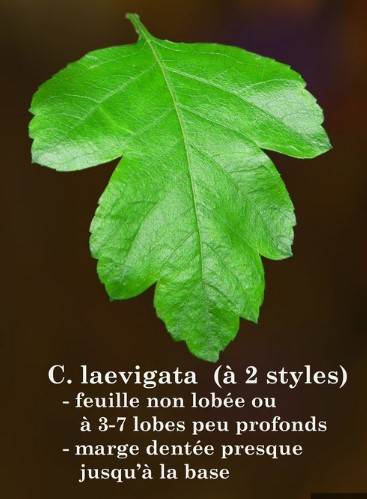 C. laevigata (à 2 styles)
- feuille non lobée ou
à 3-7 lobes peu profonds
- marge dentée presque
jusqu'à la base